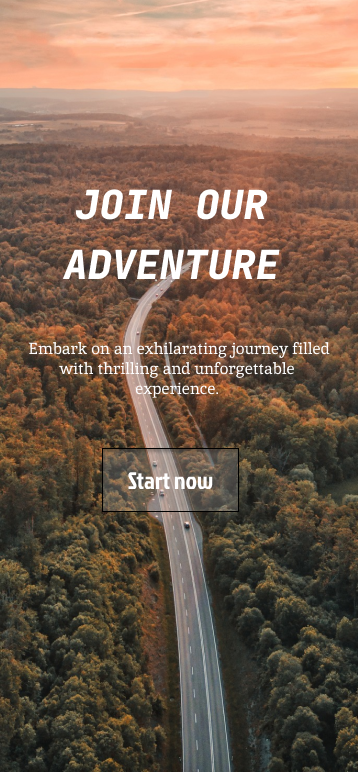 JOIN OUR
ADVENTURE
Embark on an exhilarating journey filled
with thrilling and unforgettable
experience.
Start now